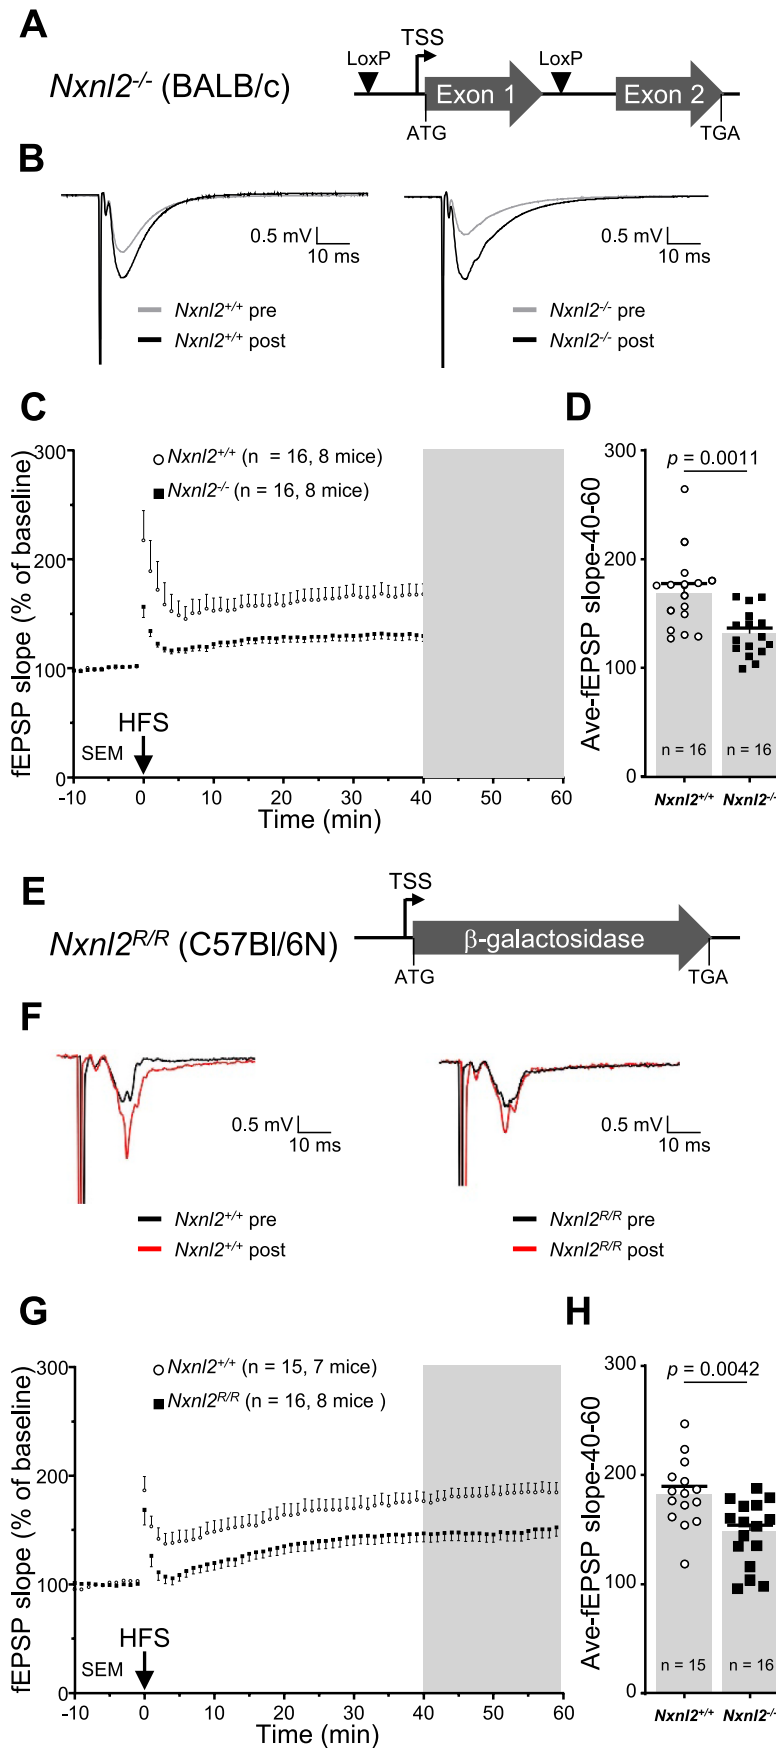 A
Nxnl2-/- (BALB/c)
LoxP
TSS
LoxP
Exon 1
Exon 2
ATG
TGA
B
0.5 mV
10 ms
0.5 mV
10 ms
Nxnl2+/+ pre
Nxnl2+/+ post
Nxnl2-/- pre
Nxnl2-/- post
C
fEPSP slope (% of baseline)
300
200
100
0
Nxnl2+/+ (n = 16, 8 mice)
Nxnl2-/- (n = 16, 8 mice)
HFS
SEM
-10 0 10 20 30 40 50 60
Time (min)
D
Ave-fEPSP slope-40-60
300
200
100
0
p = 0.0011
n = 16
n = 16
Nxnl2+/+
Nxnl2-/-
E
Nxnl2R/R (C57Bl/6N)
TSS
β-galactosidase
ATG
TGA
F
0.5 mV
10 ms
0.5 mV
10 ms
Nxnl2+/+ pre
Nxnl2+/+ post
Nxnl2R/R pre
Nxnl2R/R post
G
fEPSP slope (% of baseline)
300
200
100
0
Nxnl2+/+ (n = 15, 7 mice)
Nxnl2R/R (n = 16, 8 mice )
HFS
SEM
-10 0 10 20 30 40 50 60
Time (min)
H
Ave-fEPSP slope-40-60
300
200
100
0
p = 0.0042
n = 15
n = 16
Nxnl2+/+
Nxnl2-/-